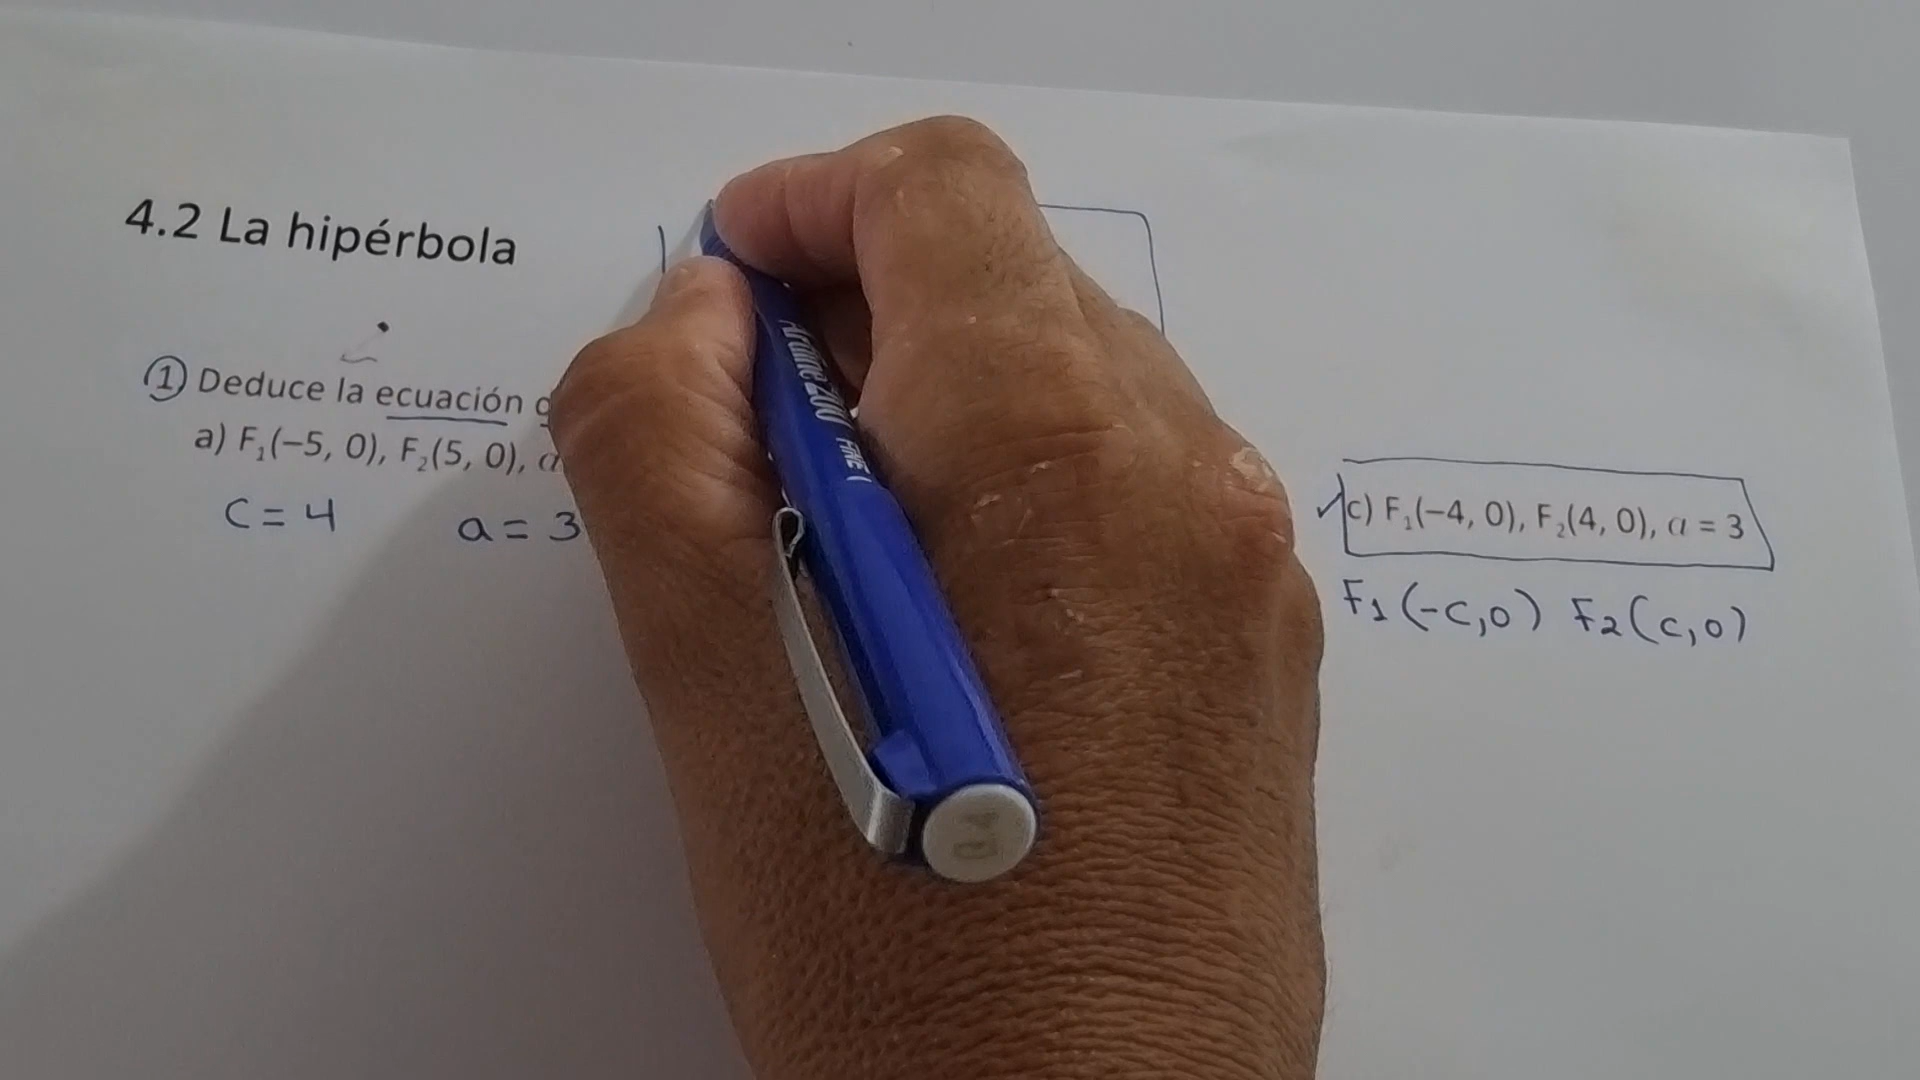 4.2 La hipérbola
① Deduce la ecuación
a) F₁(−5, 0), F₂(5, 0),
c = 4 a = 3
c) F₁(−4, 0), F₂(4, 0), a = 3
F₁(-c,0) F₂(c,0)
FINE